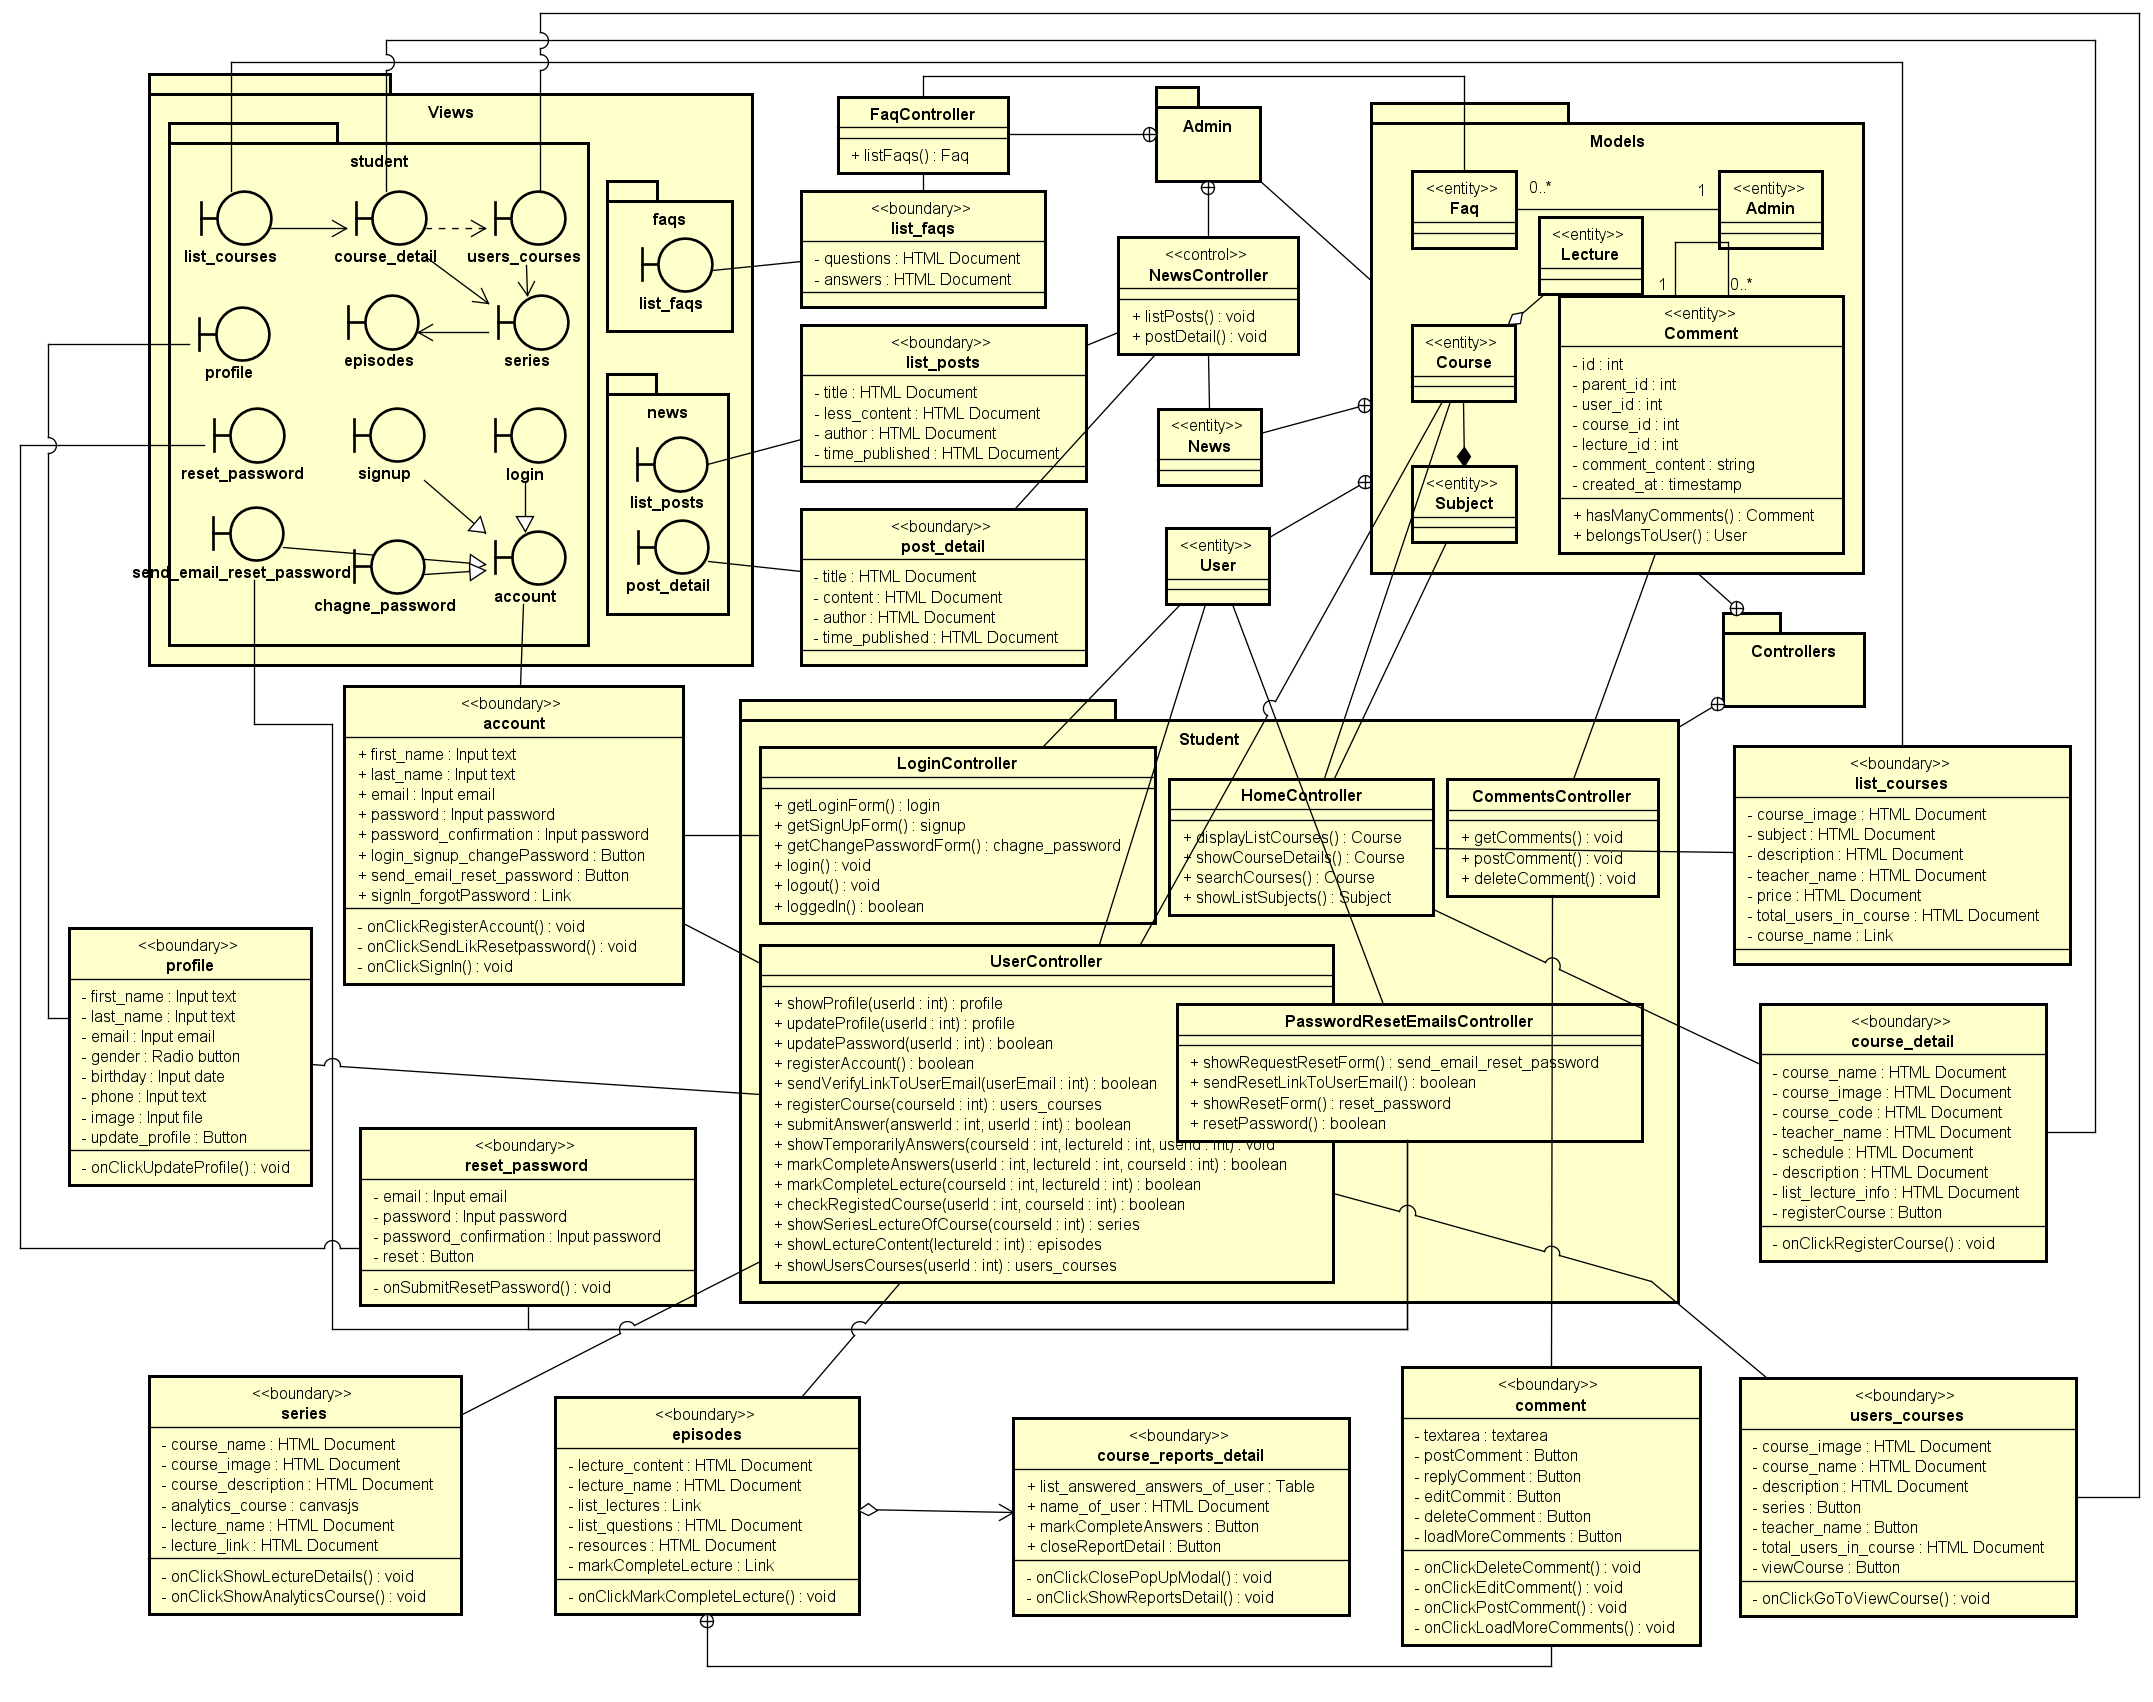 Views
student
list_courses
course_detail
users_courses
profile
episodes
series
reset_password
signup
login
send_email_reset_password
chagne_password
account
faqs
list_faqs
news
list_posts
post_detail
FaqController
+ listFaqs() : Faq
<<boundary>>
list_faqs
- questions : HTML Document
- answers : HTML Document
<<boundary>>
list_posts
- title : HTML Document
- less_content : HTML Document
- author : HTML Document
- time_published : HTML Document
<<boundary>>
post_detail
- title : HTML Document
- content : HTML Document
- author : HTML Document
- time_published : HTML Document
Admin
<<control>>
NewsController
+ listPosts() : void
+ postDetail() : void
<<entity>>
News
<<entity>>
User
Models
<<entity>>
Faq
0..*
1
<<entity>>
Admin
<<entity>>
Lecture
1
0..*
<<entity>>
Course
<<entity>>
Subject
<<entity>>
Comment
- id : int
- parent_id : int
- user_id : int
- course_id : int
- lecture_id : int
- comment_content : string
- created_at : timestamp
+ hasManyComments() : Comment
+ belongsToUser() : User
Controllers
<<boundary>>
account
+ first_name : Input text
+ last_name : Input text
+ email : Input email
+ password : Input password
+ password_confirmation : Input password
+ login_signup_changePassword : Button
+ send_email_reset_password : Button
+ signIn_forgotPassword : Link
- onClickRegisterAccount() : void
- onClickSendLikResetpassword() : void
- onClickSignIn() : void
Student
LoginController
+ getLoginForm() : login
+ getSignUpForm() : signup
+ getChangePasswordForm() : chagne_password
+ login() : void
+ logout() : void
+ loggedIn() : boolean
HomeController
+ displayListCourses() : Course
+ showCourseDetails() : Course
+ searchCourses() : Course
+ showListSubjects() : Subject
CommentsController
+ getComments() : void
+ postComment() : void
+ deleteComment() : void
<<boundary>>
list_courses
- course_image : HTML Document
- subject : HTML Document
- description : HTML Document
- teacher_name : HTML Document
- price : HTML Document
- total_users_in_course : HTML Document
- course_name : Link
<<boundary>>
profile
- first_name : Input text
- last_name : Input text
- email : Input email
- gender : Radio button
- birthday : Input date
- phone : Input text
- image : Input file
- update_profile : Button
- onClickUpdateProfile() : void
UserController
+ showProfile(userId : int) : profile
+ updateProfile(userId : int) : profile
+ updatePassword(userId : int) : boolean
+ registerAccount() : boolean
+ sendVerifyLinkToUserEmail(userEmail : int) : boolean
+ registerCourse(courseId : int) : users_courses
+ submitAnswer(answerId : int, userId : int) : boolean
+ showTemporarilyAnswers(courseId : int, lectureId : int, userId : int) : void
+ markCompleteAnswers(userId : int, lectureId : int, courseId : int) : boolean
+ markCompleteLecture(courseId : int, lectureId : int) : boolean
+ checkRegistedCourse(userId : int, courseId : int) : boolean
+ showSeriesLectureOfCourse(courseId : int) : series
+ showLectureContent(lectureId : int) : episodes
+ showUsersCourses(userId : int) : users_courses
PasswordResetEmailsController
+ showRequestResetForm() : send_email_reset_password
+ sendResetLinkToUserEmail() : boolean
+ showResetForm() : reset_password
+ resetPassword() : boolean
<<boundary>>
course_detail
- course_name : HTML Document
- course_image : HTML Document
- course_code : HTML Document
- teacher_name : HTML Document
- schedule : HTML Document
- description : HTML Document
- list_lecture_info : HTML Document
- registerCourse : Button
- onClickRegisterCourse() : void
<<boundary>>
reset_password
- email : Input email
- password : Input password
- password_confirmation : Input password
- reset : Button
- onSubmitResetPassword() : void
<<boundary>>
series
- course_name : HTML Document
- course_image : HTML Document
- course_description : HTML Document
- analytics_course : canvasjs
- lecture_name : HTML Document
- lecture_link : HTML Document
- onClickShowLectureDetails() : void
- onClickShowAnalyticsCourse() : void
<<boundary>>
episodes
- lecture_content : HTML Document
- lecture_name : HTML Document
- list_lectures : Link
- list_questions : HTML Document
- resources : HTML Document
- markCompleteLecture : Link
- onClickMarkCompleteLecture() : void
<<boundary>>
course_reports_detail
+ list_answered_answers_of_user : Table
+ name_of_user : HTML Document
+ markCompleteAnswers : Button
+ closeReportDetail : Button
- onClickClosePopUpModal() : void
- onClickShowReportsDetail() : void
<<boundary>>
comment
- textarea : textarea
- postComment : Button
- replyComment : Button
- editCommit : Button
- deleteComment : Button
- loadMoreComments : Button
- onClickDeleteComment() : void
- onClickEditComment() : void
- onClickPostComment() : void
- onClickLoadMoreComments() : void
<<boundary>>
users_courses
- course_image : HTML Document
- course_name : HTML Document
- description : HTML Document
- series : Button
- teacher_name : Button
- total_users_in_course : HTML Document
- viewCourse : Button
- onClickGoToViewCourse() : void